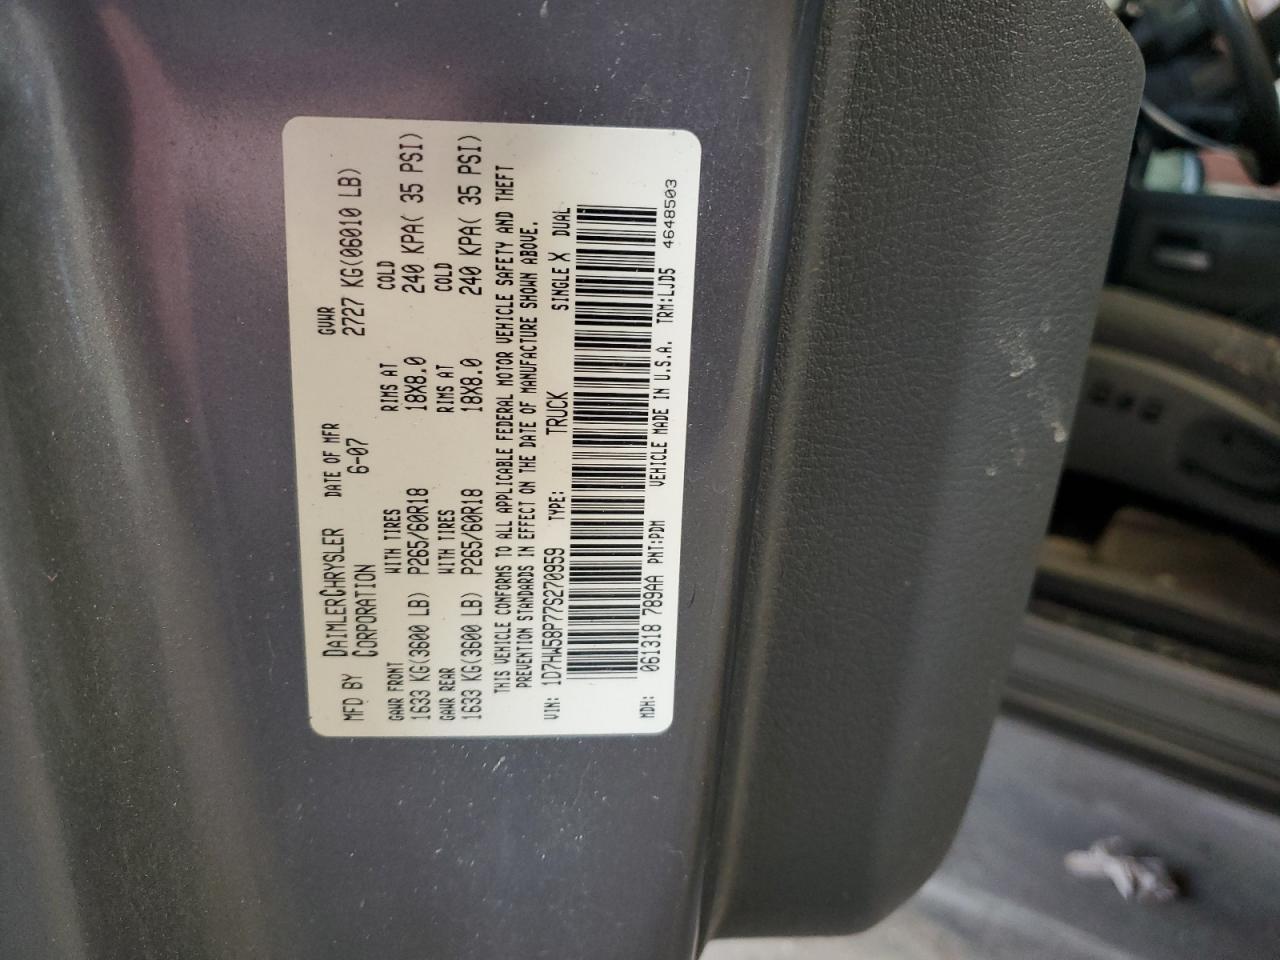 MFD BY DAIMLERCHRYSLER CORPORATION DATE OF MFR 6-07 GVWR 2727 KG(06010 LB)
GAWR FRONT WITH TIRES RIMS AT COLD
1633 KG(3600 LB) P265/60R18 18X8.0 240 KPA( 35 PSI)
GAWR REAR WITH TIRES RIMS AT COLD
1633 KG(3600 LB) P265/60R18 18X8.0 240 KPA( 35 PSI)
THIS VEHICLE CONFORMS TO ALL APPLICABLE FEDERAL MOTOR VEHICLE SAFETY AND THEFT
PREVENTION STANDARDS IN EFFECT ON THE DATE OF MANUFACTURE SHOWN ABOVE.
VIN: 1D7HW58P77S270959 TYPE: TRUCK SINGLE X DUAL
MDH: 061318 789AA PNT:PDM VEHICLE MADE IN U.S.A. TRM:LJD5 4648503